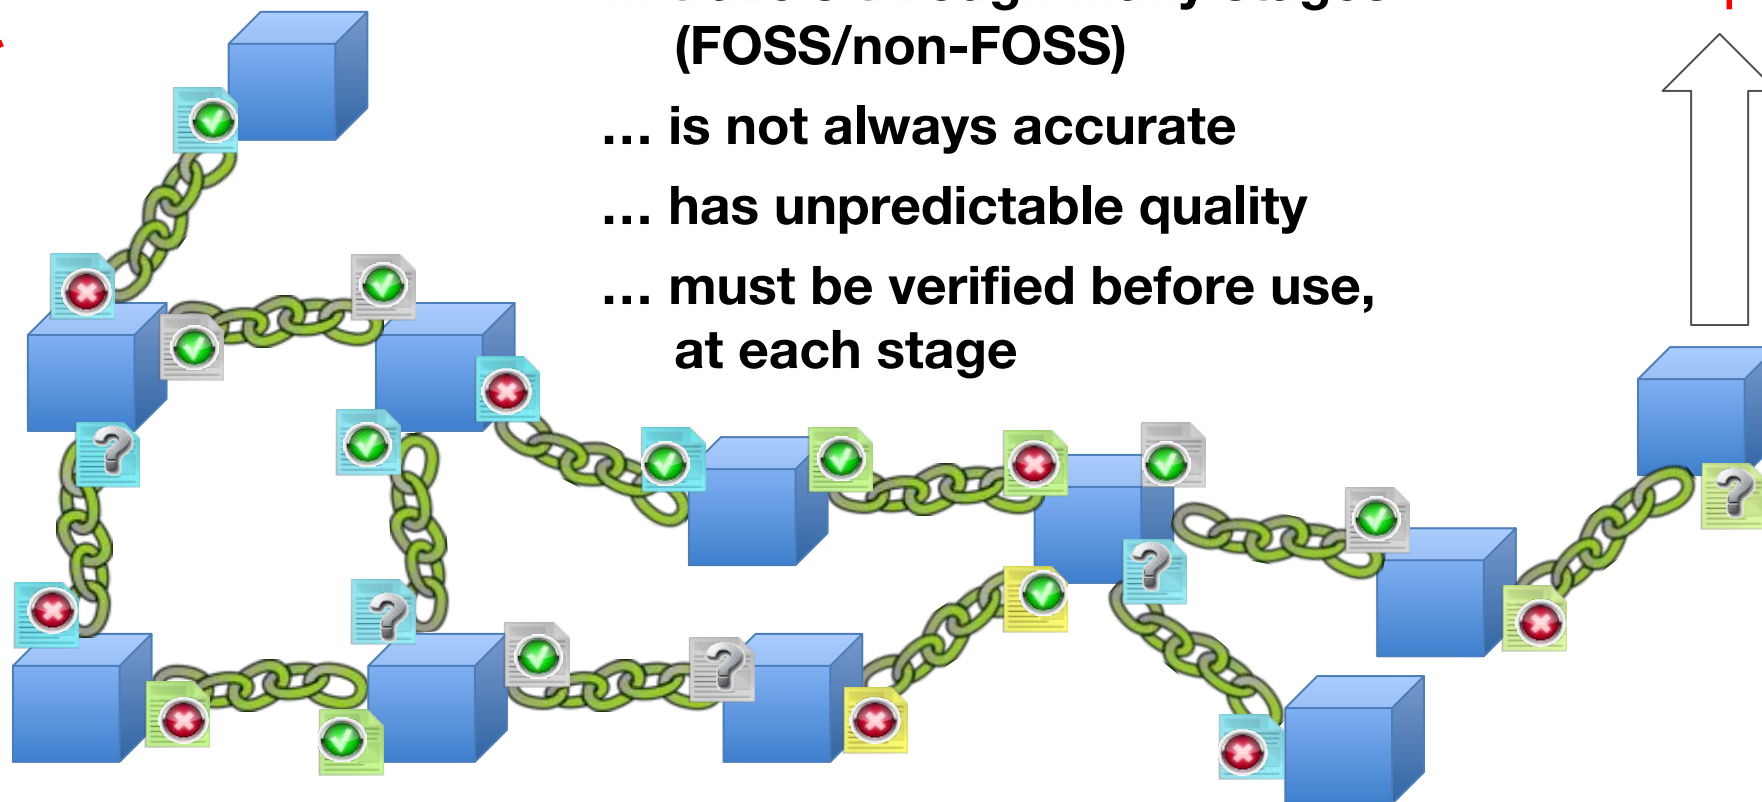 (FOSS/non-FOSS)
... is not always accurate
... has unpredictable quality
... must be verified before use,
at each stage